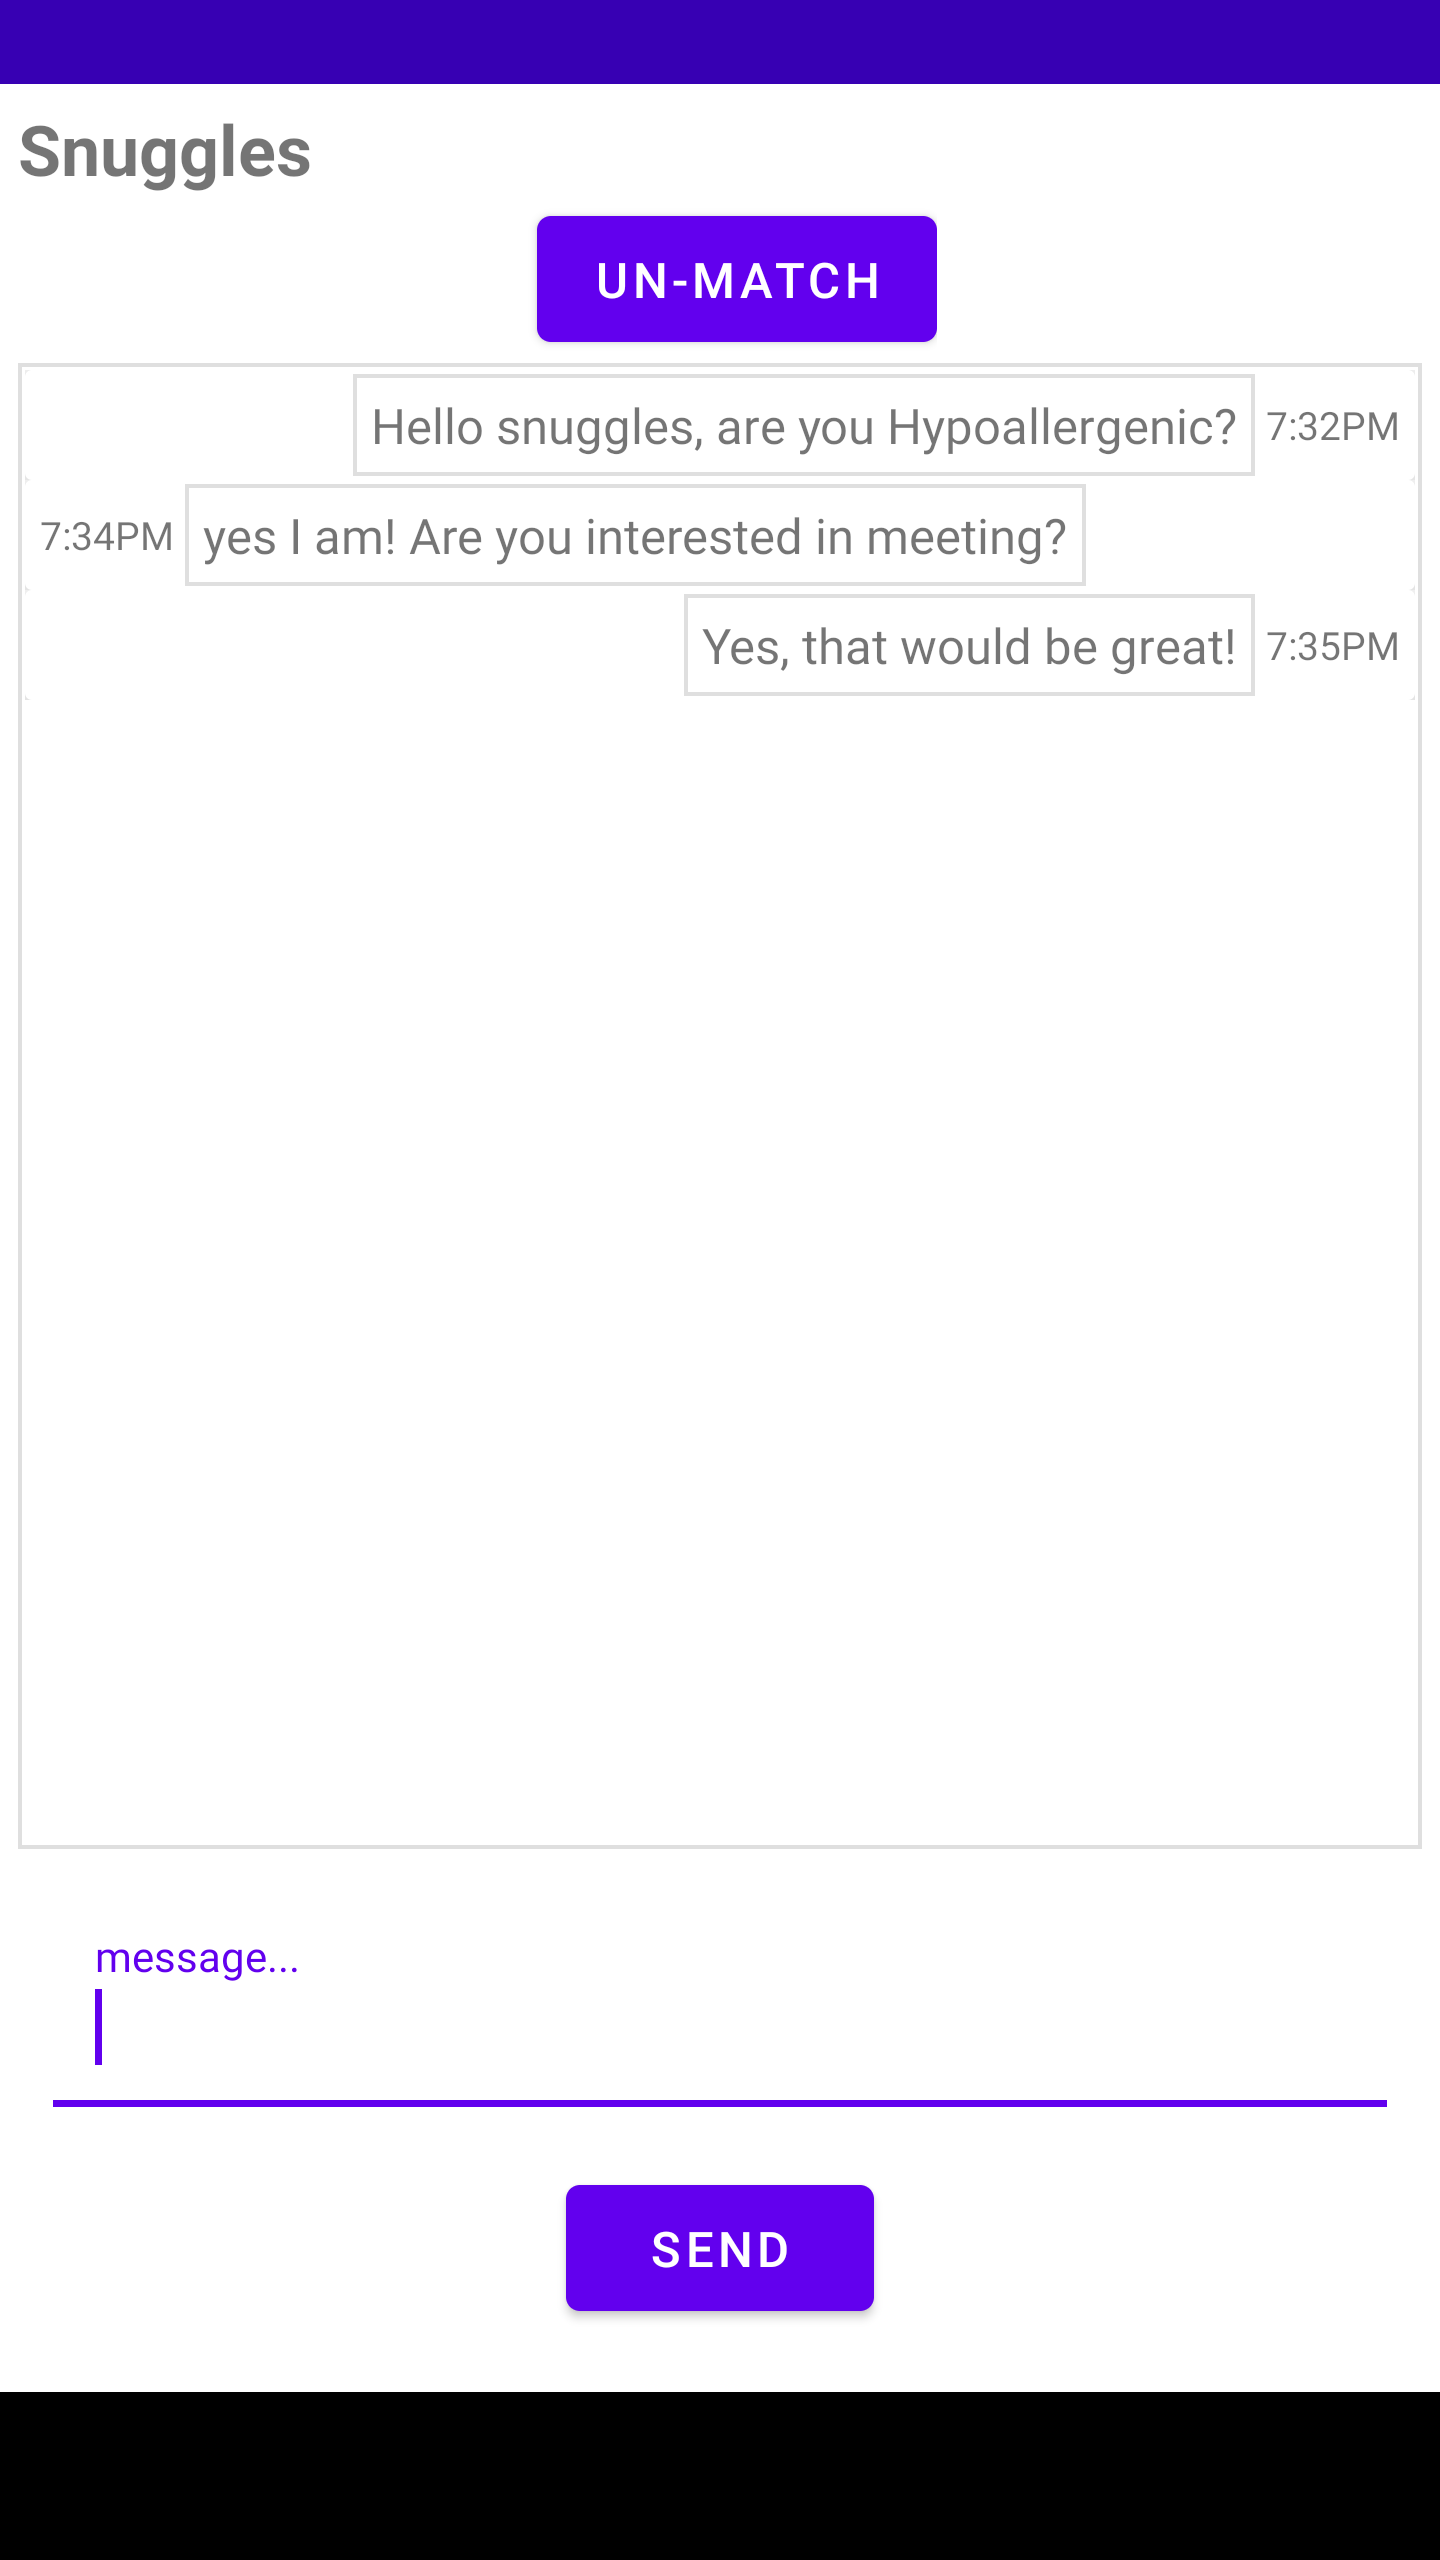 Snuggles
UN-MATCH
Hello snuggles, are you Hypoallergenic? 7:32PM
7:34PM yes I am! Are you interested in meeting?
Yes, that would be great! 7:35PM
message...
SEND